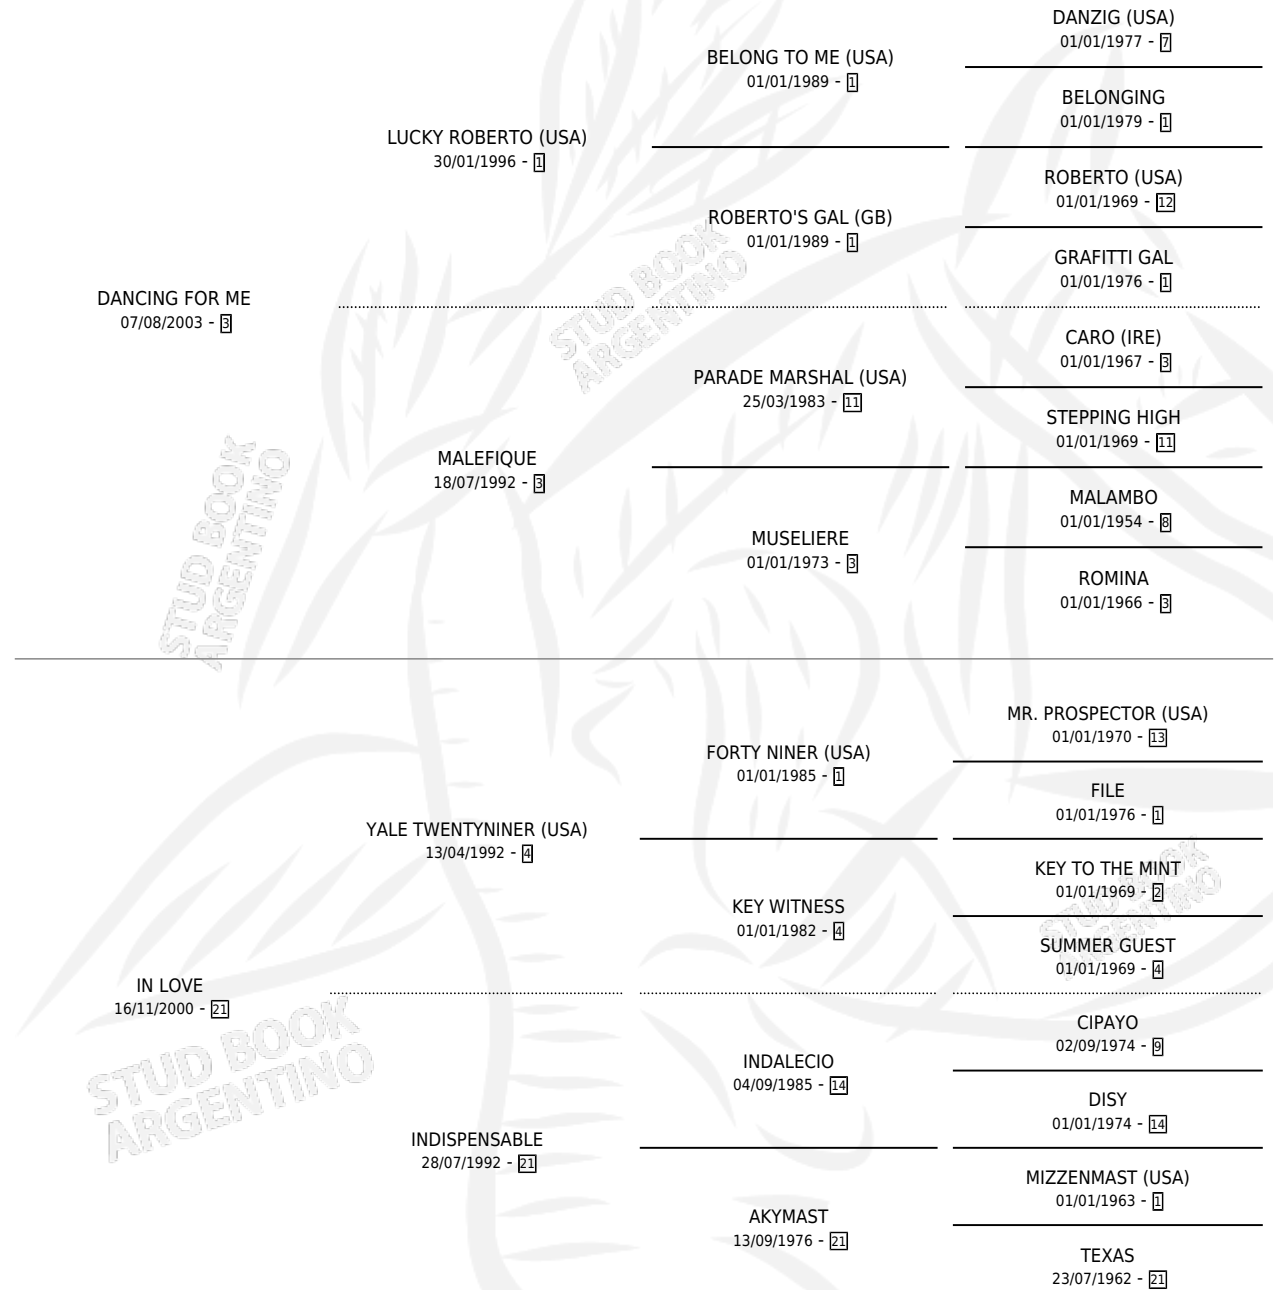 DANZIG (USA)
01/01/1977 - 7
BELONG TO ME (USA)
01/01/1989 - 1
BELONGING
01/01/1979 - 1
LUCKY ROBERTO (USA)
30/01/1996 - 1
ROBERTO (USA)
01/01/1969 - 12
ROBERTO'S GAL (GB)
01/01/1989 - 1
GRAFITTI GAL
01/01/1976 - 1
DANCING FOR ME
07/08/2003 - 3
CARO (IRE)
01/01/1967 - 3
PARADE MARSHAL (USA)
25/03/1983 - 11
STEPPING HIGH
01/01/1969 - 11
MALEFIQUE
18/07/1992 - 3
MALAMBO
01/01/1954 - 8
MUSELIERE
01/01/1973 - 3
ROMINA
01/01/1966 - 3
STUD BOOK
ARGENTINO
STUD BOOK
ARGENTINO
MR. PROSPECTOR (USA)
01/01/1970 - 13
FORTY NINER (USA)
01/01/1985 - 1
FILE
01/01/1976 - 1
YALE TWENTYNINER (USA)
13/04/1992 - 4
KEY TO THE MINT
01/01/1969 - 2
KEY WITNESS
01/01/1982 - 4
SUMMER GUEST
01/01/1969 - 4
IN LOVE
16/11/2000 - 21
CIPAYO
02/09/1974 - 9
INDALECIO
04/09/1985 - 14
DISY
01/01/1974 - 14
INDISPENSABLE
28/07/1992 - 21
MIZZENMAST (USA)
01/01/1963 - 1
AKYMAST
13/09/1976 - 21
TEXAS
23/07/1962 - 21
STUD BOOK
ARGENTINO
STUD BOOK
ARGENTINO